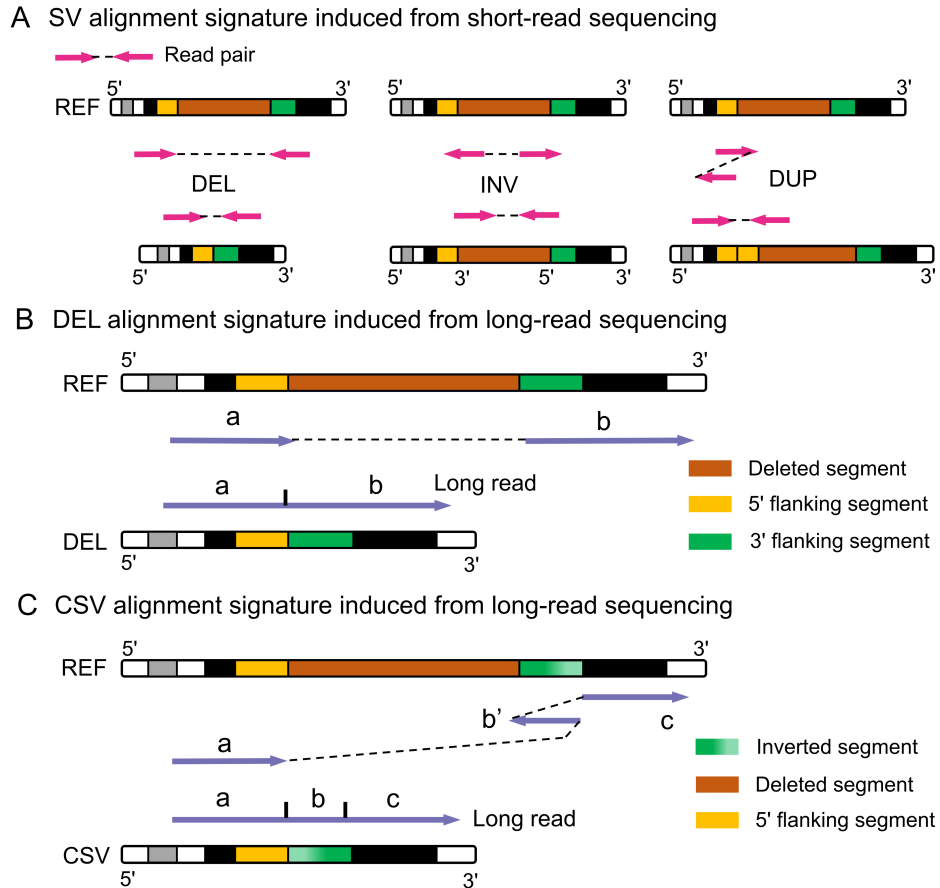 A SV alignment signature induced from short-read sequencing
Read pair
5' 3' 5' 3' 5' 3'
REF
DEL INV DUP
5' 3' 5' 3' 5' 3' 5' 3'
B DEL alignment signature induced from long-read sequencing
5' 3'
REF
a b
Deleted segment
a b Long read
5' flanking segment
DEL
3' flanking segment
5' 3'
C CSV alignment signature induced from long-read sequencing
5' 3'
REF
b’ c
a
Inverted segment
Deleted segment
a b c
Long read
5' flanking segment
CSV
5' 3'